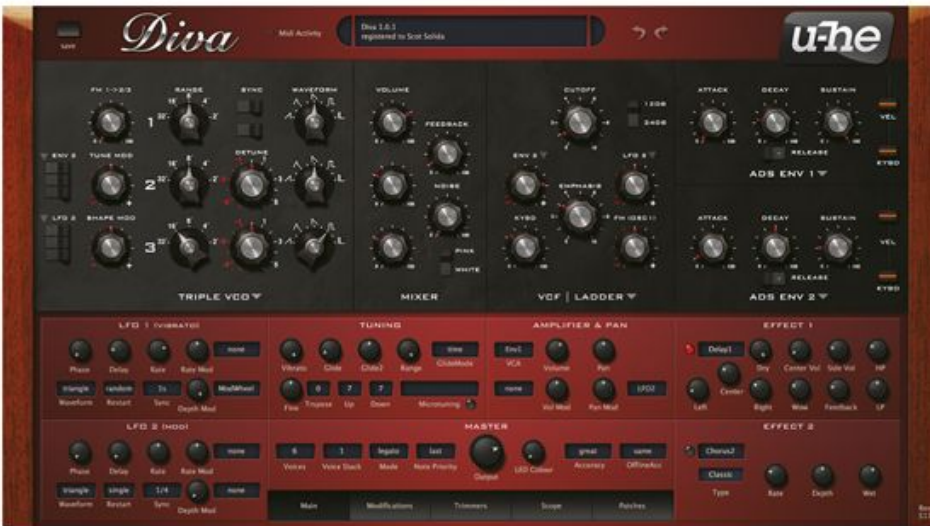 SAVE
Diva
Midi Activity
Diva 1.0.1
registered to Scot Solida
u-he
FM 1->2/3
RANGE
SYNC
WAVEFORM
VOLUME
FEEDBACK
CUTOFF
12DB
24DB
ATTACK
DECAY
SUSTAIN
VEL
RELEASE
KYBD
ADS ENV 1
1
ENV 2
TUNE MOD
2
DETUNE
NOISE
ENV 2
LFO 2
EMPHASIS
LFO 2
SHAPE MOD
3
PINK
WHITE
KYBD
FM (OSC1)
ATTACK
DECAY
SUSTAIN
VEL
RELEASE
KYBD
ADS ENV 2
TRIPLE VCO
MIXER
VCF | LADDER
LFO 1 (VIBRATO)
TUNING
AMPLIFIER & PAN
EFFECT 1
none
Phase
Delay
Rate
Rate Mod
Vibrato
Glide
Glide2
Range
time
GlideMode
Env1
VCA
Volume
Pan
Delay1
Center
Dry
Center Vol
Side Vol
HP
triangle
Waveform
random
Restart
1s
Sync
Depth Mod
ModWheel
Fine
0
Trnspose
7
Up
7
Down
Microtuning
none
Vol Mod
Pan Mod
LFO2
Left
Right
Wow
Feedback
LP
LFO 2 (MOD)
MASTER
EFFECT 2
none
Phase
Delay
Rate
Rate Mod
6
Voices
1
Voice Stack
legato
Mode
last
Note Priority
Output
LED Colour
great
Accuracy
same
OfflineAcc
Chorus2
Classic
Type
Rate
Depth
Wet
triangle
Waveform
single
Restart
1/4
Sync
Depth Mod
none
Main
Modifications
Trimmers
Scope
Patches